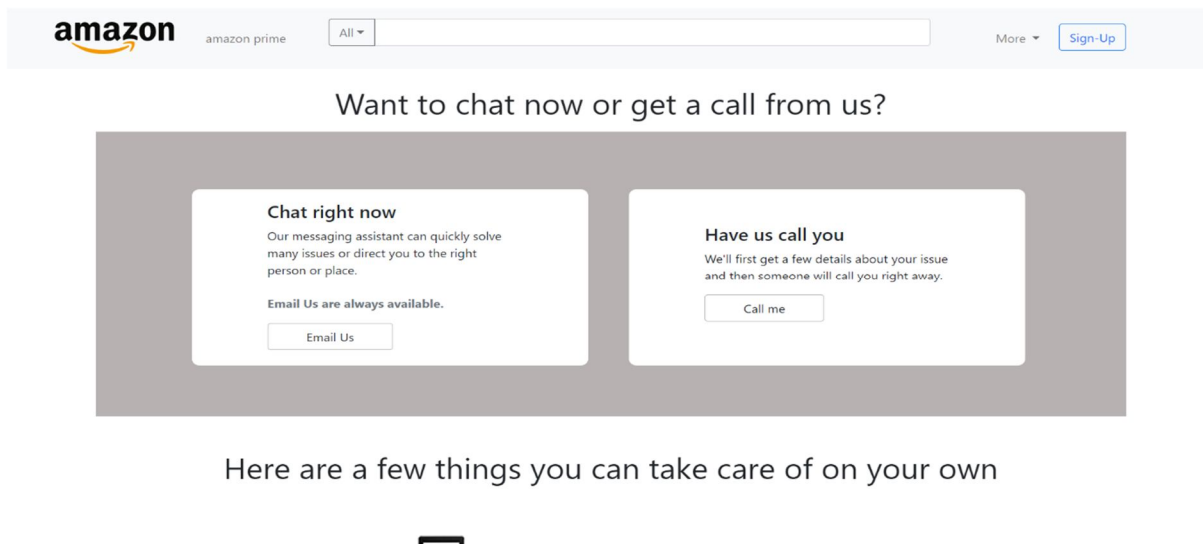 amazon
amazon prime
All
More
Sign-Up
Want to chat now or get a call from us?
Chat right now
Our messaging assistant can quickly solve
many issues or direct you to the right
person or place.
Email Us are always available.
Email Us
Have us call you
We'll first get a few details about your issue
and then someone will call you right away.
Call me
Here are a few things you can take care of on your own